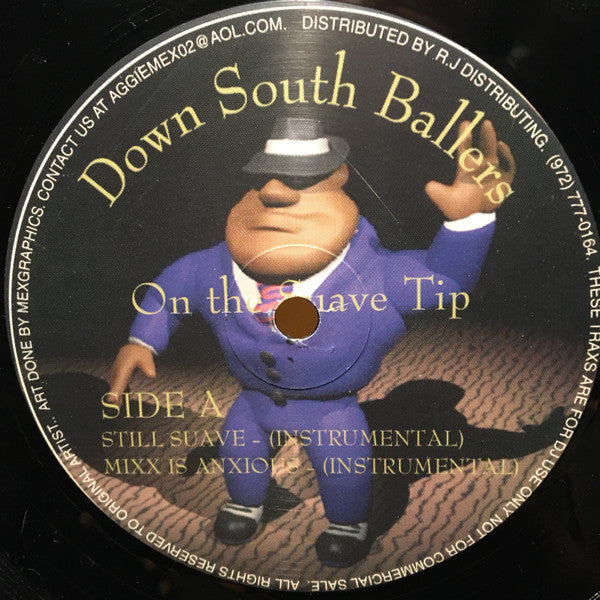 Down South Ballers
On the Suave Tip
SIDE A
STILL SUAVE - (INSTRUMENTAL)
MIXX IS ANXIOUS - (INSTRUMENTAL)
ART DONE BY MEXGRAPHICS. CONTACT US AT AGGIEMEX02@AOL.COM. DISTRIBUTED BY R.J DISTRIBUTING. (972)777-0164. THESE TRAXS ARE FOR DJ USE ONLY NOT FOR COMMERCIAL SALE. ALL RIGHTS RESERVED TO ORIGINAL ARTIST.